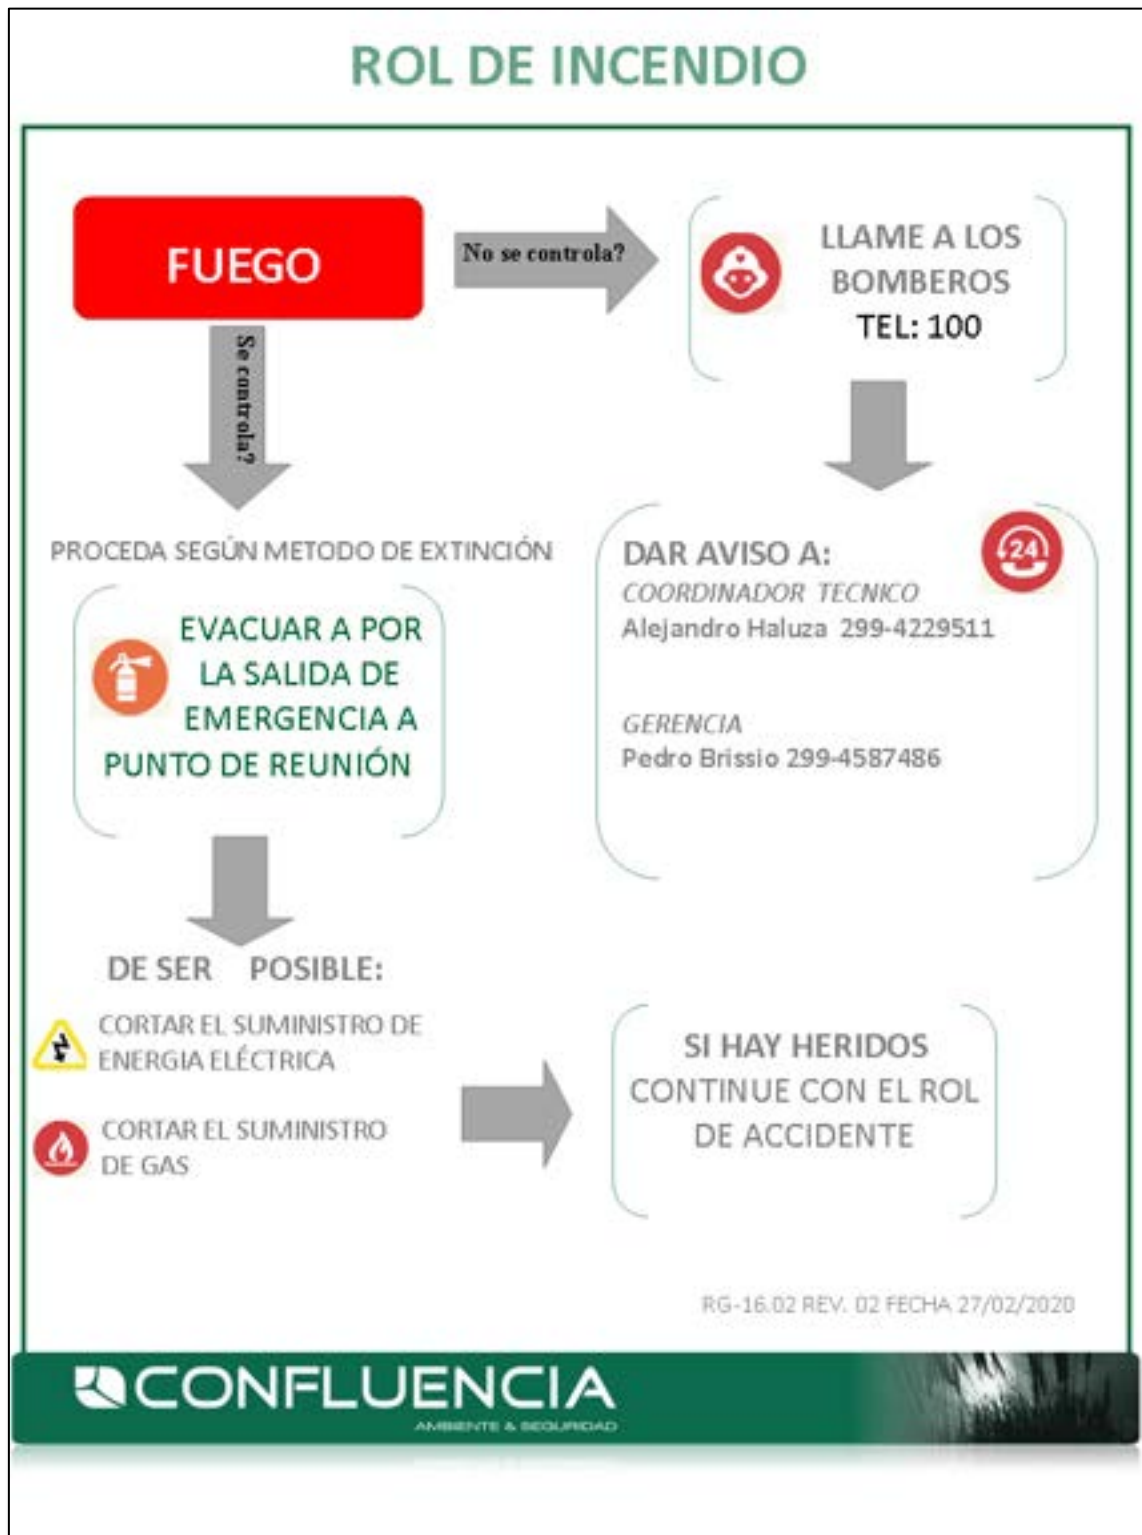 ROL DE INCENDIO
FUEGO
No se controla?
LLAME A LOS
BOMBEROS
TEL: 100
Se controla?
PROCEDA SEGÚN METODO DE EXTINCIÓN
EVACUAR A POR
LA SALIDA DE
EMERGENCIA A
PUNTO DE REUNIÓN
DAR AVISO A:
24
COORDINADOR TECNICO
Alejandro Haluza 299-4229511
GERENCIA
Pedro Brissio 299-4587486
DE SER POSIBLE:
CORTAR EL SUMINISTRO DE
ENERGIA ELÉCTRICA
CORTAR EL SUMINISTRO
DE GAS
SI HAY HERIDOS
CONTINUE CON EL ROL
DE ACCIDENTE
RG-16.02 REV. 02 FECHA 27/02/2020
CONFLUENCIA
AMBIENTE & SEGURIDAD